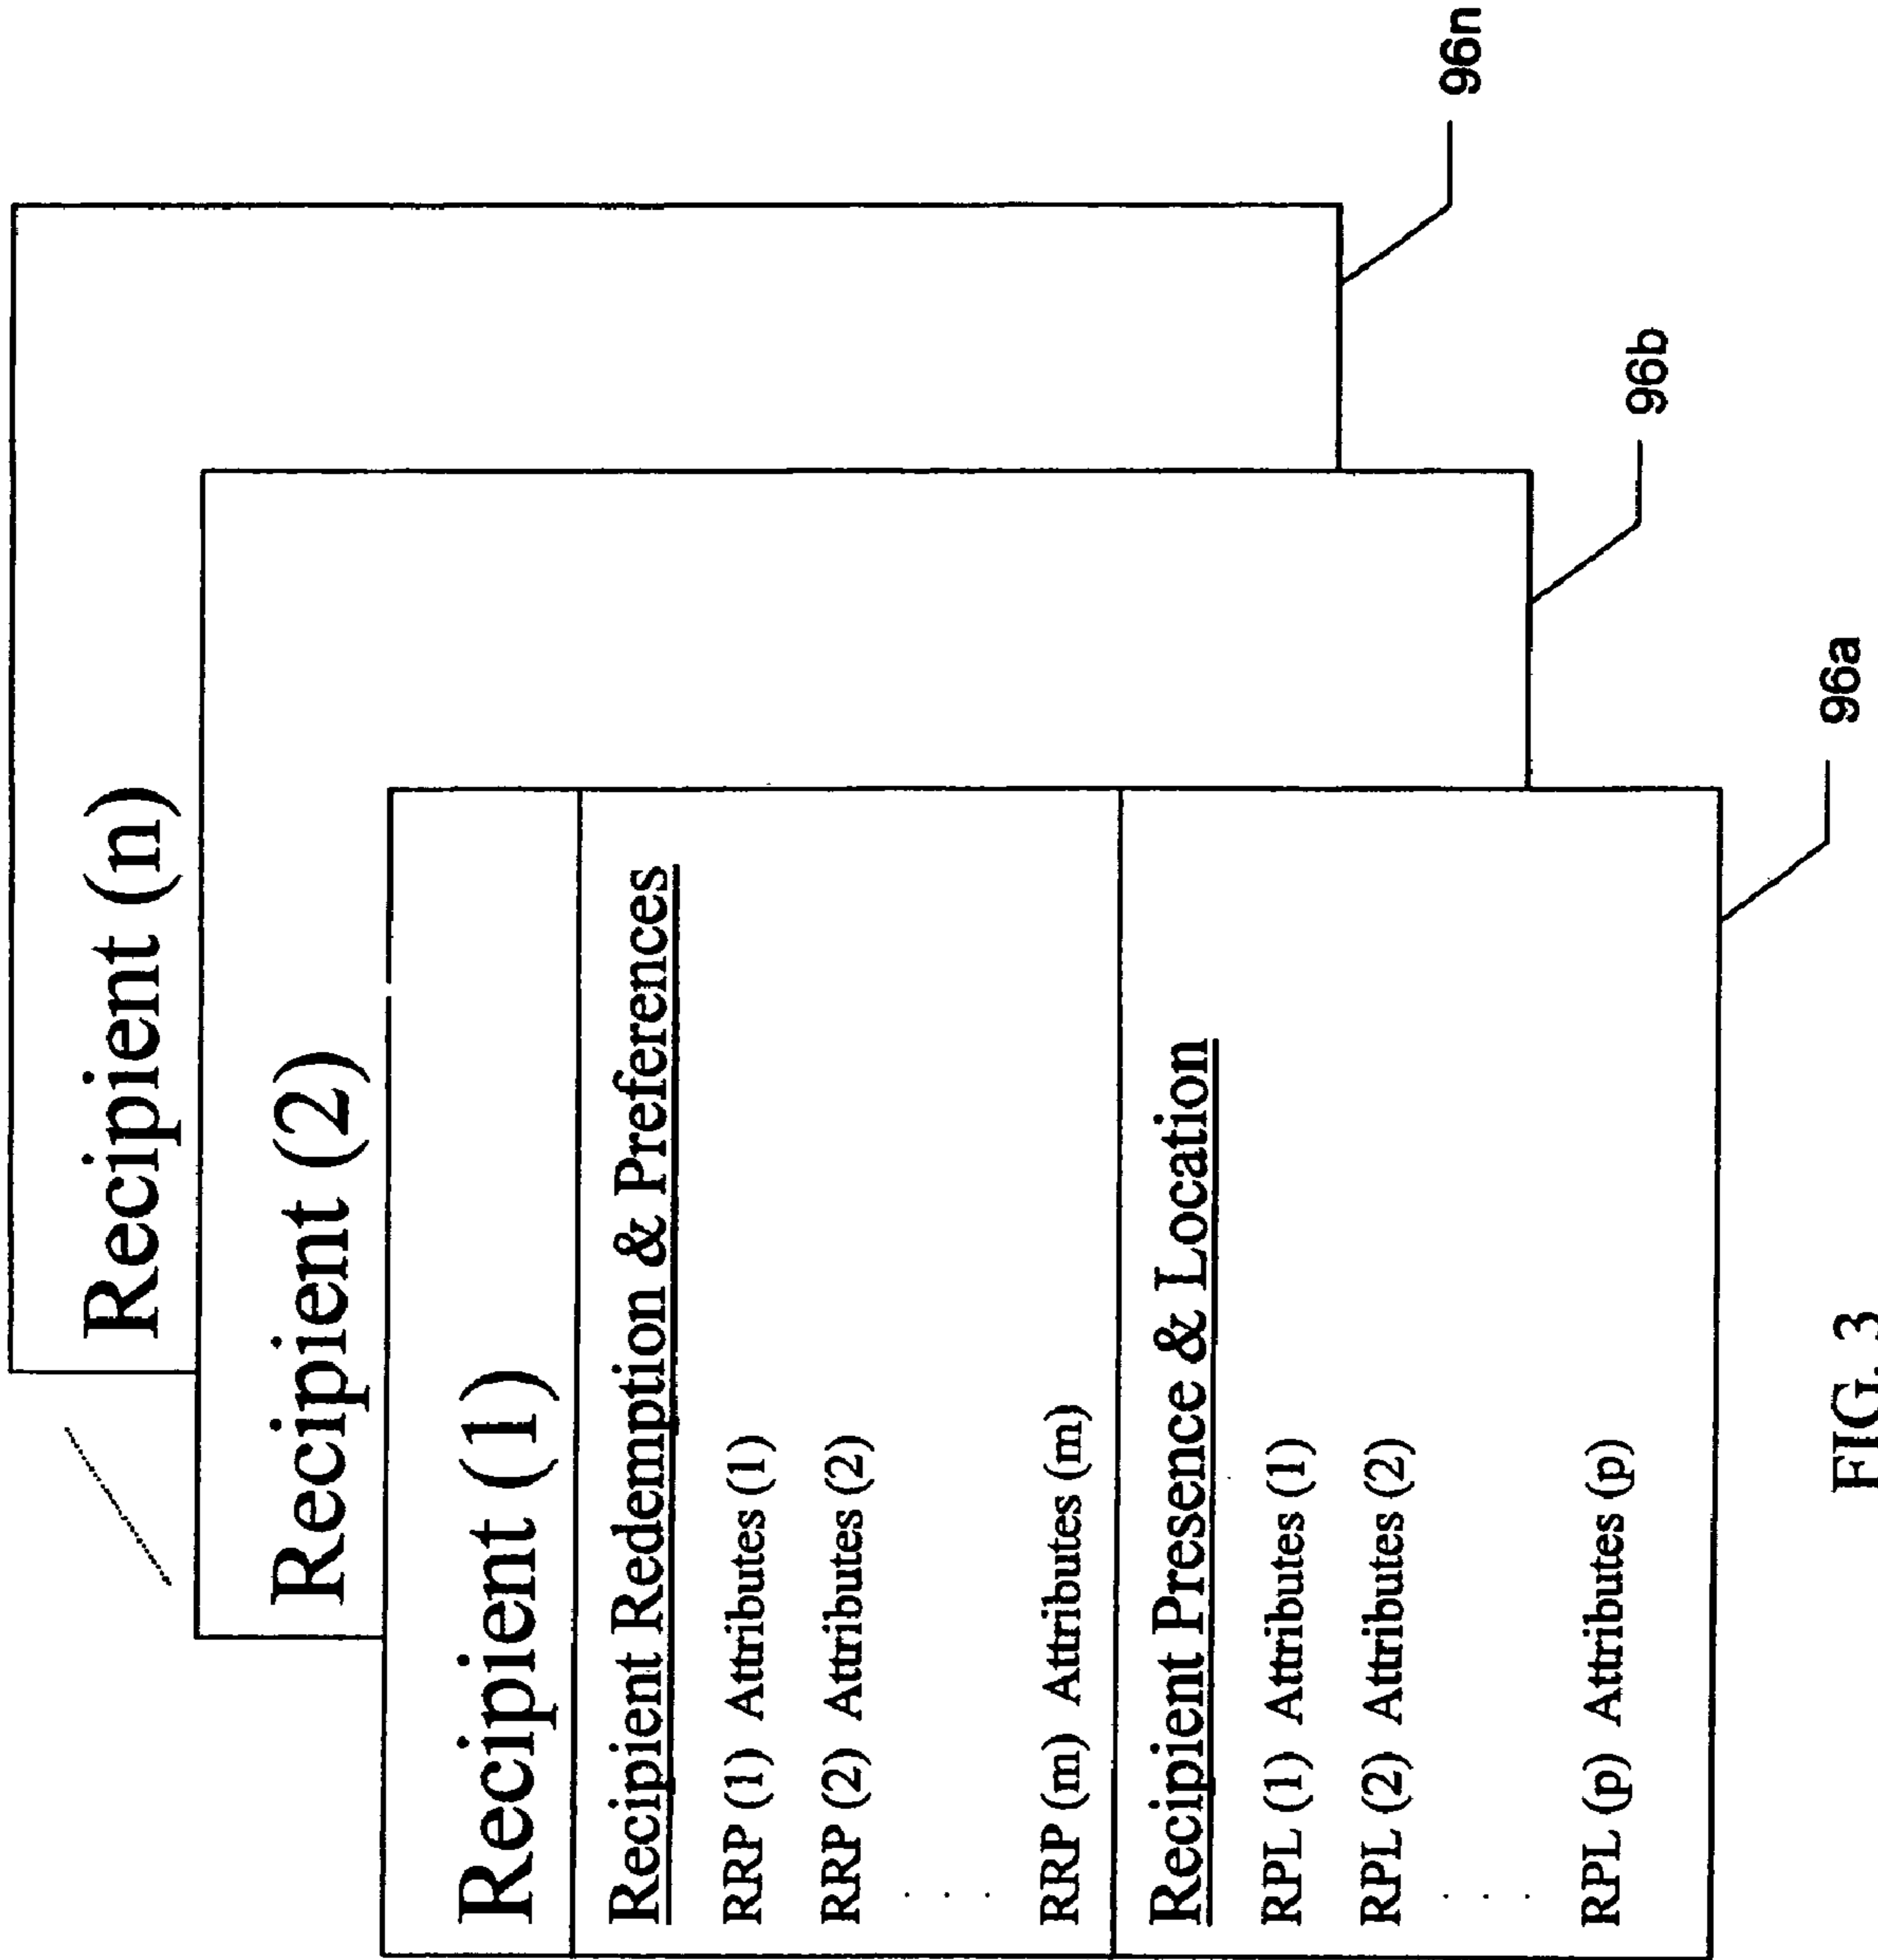 Recipient (n)
Recipient (2)
Recipient (1)
Recipient Redemption & Preferences
RRP (1) Attributes (1)
RRP (2) Attributes (2)
. . .
RRP (m) Attributes (m)
Recipient Presence & Location
RPL (1) Attributes (1)
RPL (2) Attributes (2)
. . .
RPL (p) Attributes (p)
96n
96b
96a
FIG. 3